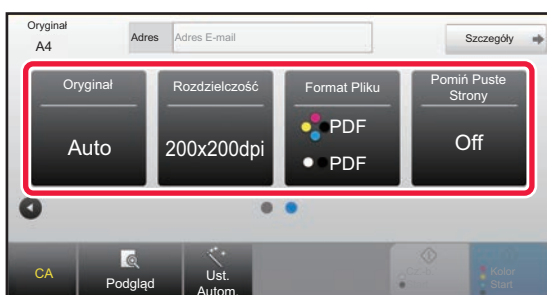 Oryginał
A4
Adres
Adres E-mail
Szczegóły
Oryginał
Auto
Rozdzielczość
200x200dpi
Format Pliku
PDF
PDF
Pomiń Puste
Strony
Off
CA
Podgląd
Ust.
Autom.
Kolor
Start